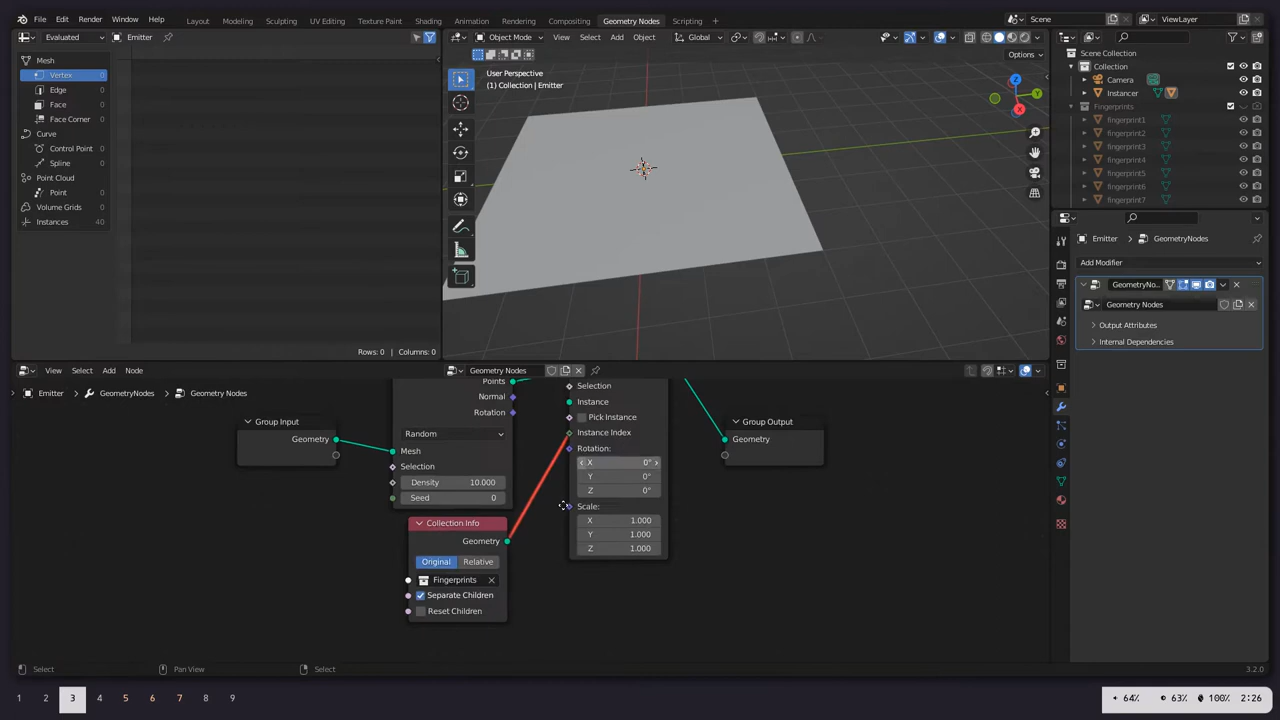 File Edit Render Window Help Layout Modeling Sculpting UV Editing Texture Paint Shading Animation Rendering Compositing Geometry Nodes Scripting + Scene ViewLayer
Evaluated Emitter Object Mode View Select Add Object Global
Options
Mesh
Vertex 0
Edge 0
Face 0
Face Corner 0
Curve
Control Point 0
Spline 0
Point Cloud
Point 0
Volume Grids 0
Instances 40
Rows: 0 | Columns: 0
User Perspective
(1) Collection | Emitter
X
Y
Scene Collection
Collection
Camera
Instancer
Fingerprints
fingerprint1
fingerprint2
fingerprint3
fingerprint4
fingerprint5
fingerprint6
fingerprint7
Emitter > GeometryNodes
Add Modifier
GeometryNo...
Geometry Nodes
Output Attributes
Internal Dependencies
View Select Add Node Geometry Nodes
Emitter > GeometryNodes > Geometry Nodes
Group Input
Geometry
Points
Normal
Rotation
Random
Mesh
Selection
Density 10.000
Seed 0
Collection Info
Geometry
Original Relative
Fingerprints
Separate Children
Reset Children
Selection
Instance
Pick Instance
Instance Index
Rotation:
X 0°
Y 0°
Z 0°
Scale:
X 1.000
Y 1.000
Z 1.000
Group Output
Geometry
Select Pan View Select 3.2.0
1 2 3 4 5 6 7 8 9 64% 63% 100% 2:26